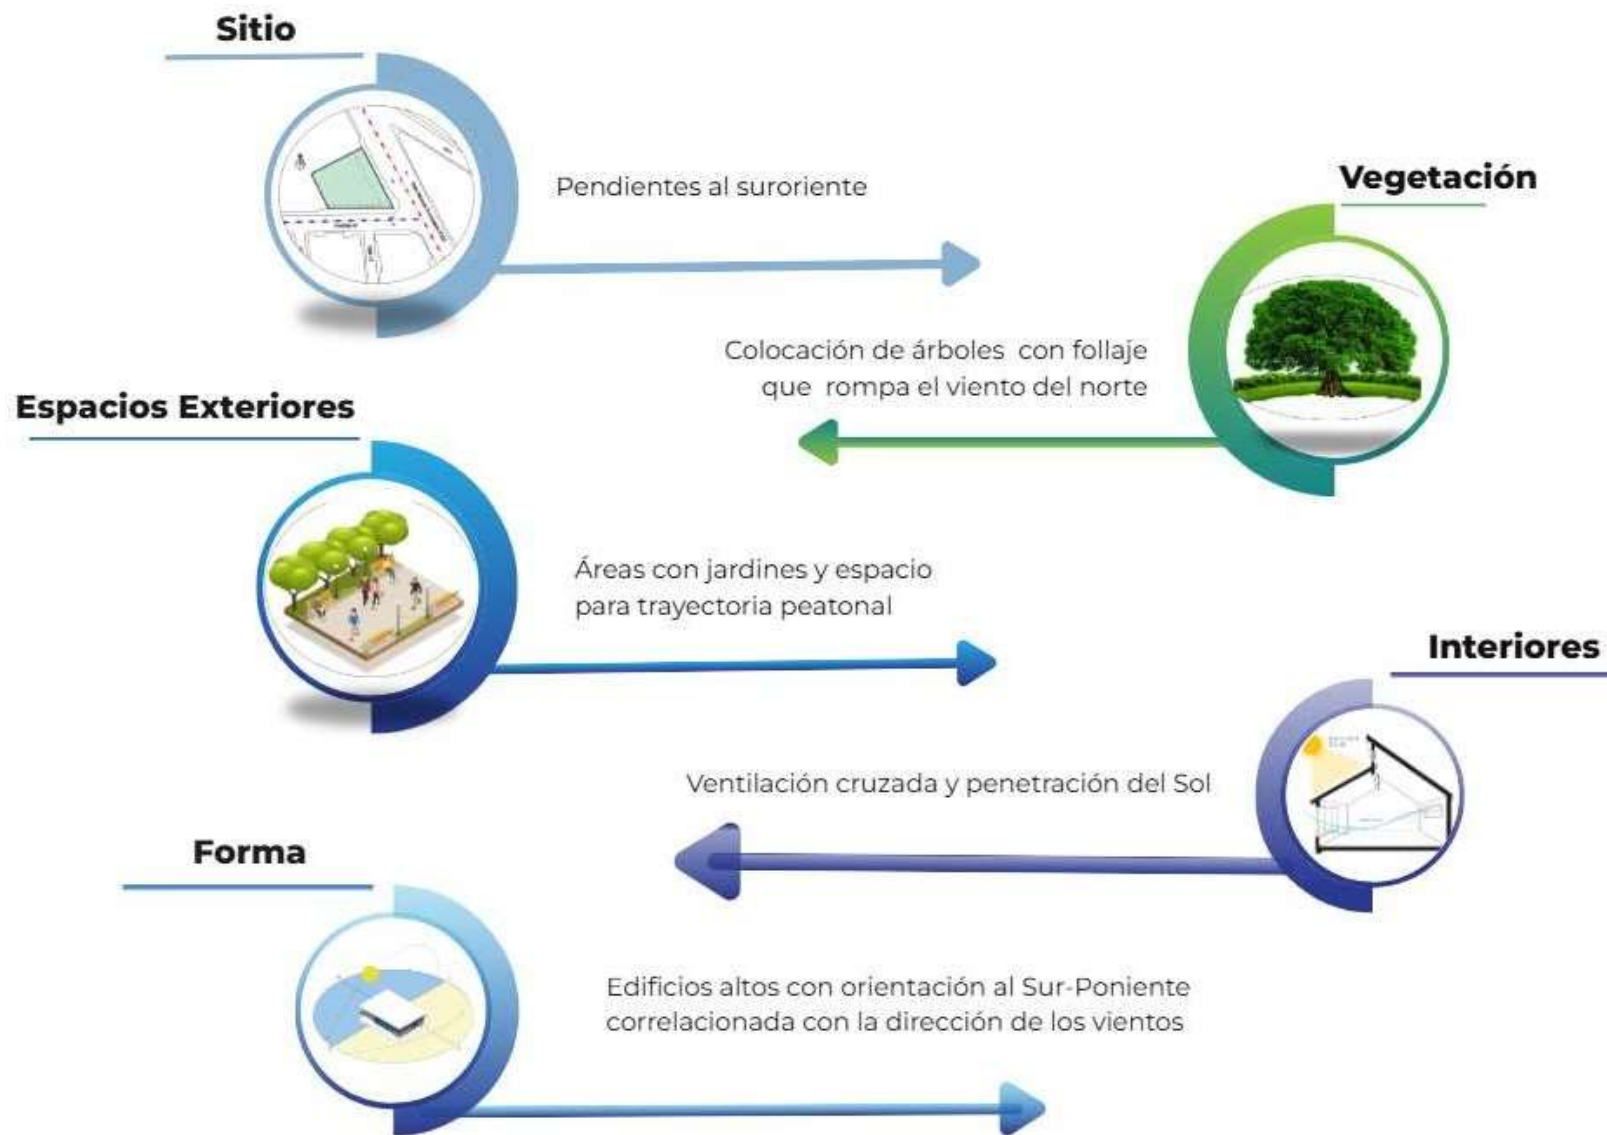 Sitio
Pendientes al suroriente
Vegetación
Colocación de árboles con follaje
que rompa el viento del norte
Espacios Exteriores
Áreas con jardines y espacio
para trayectoria peatonal
Interiores
Ventilación cruzada y penetración del Sol
Forma
Edificios altos con orientación al Sur-Poniente
correlacionada con la dirección de los vientos